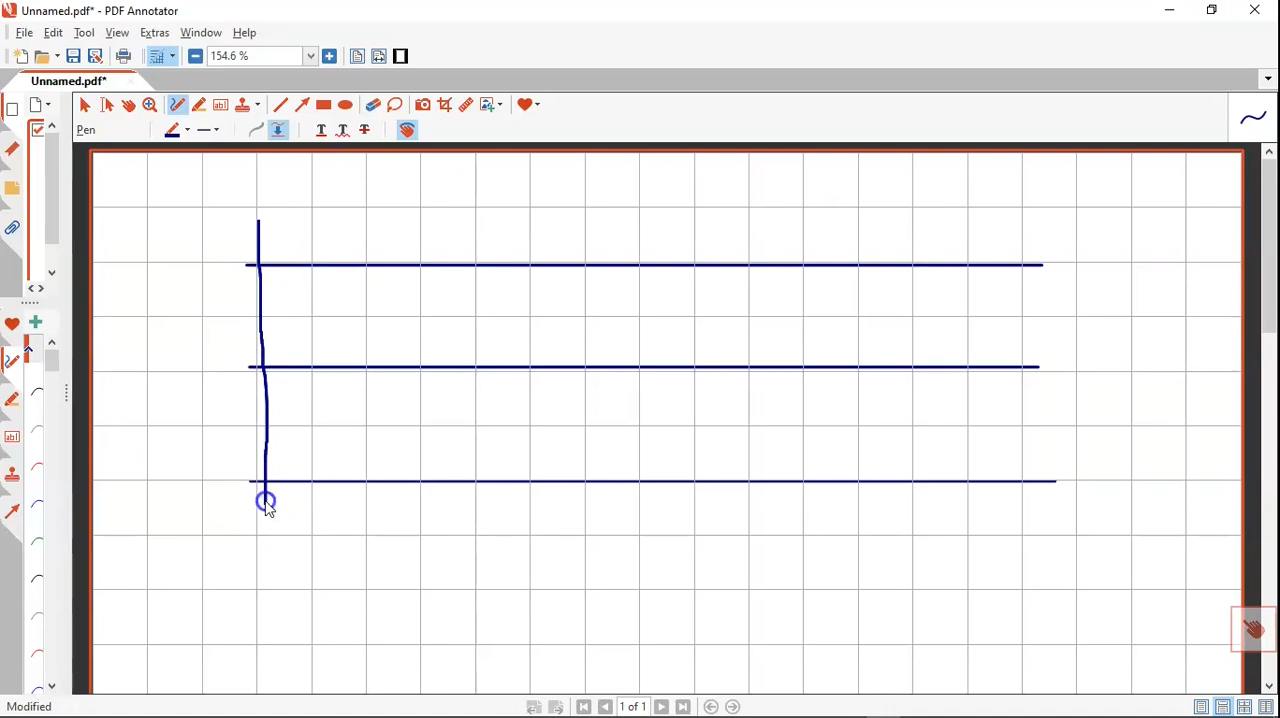 Unnamed.pdf* - PDF Annotator
File Edit Tool View Extras Window Help
154.6 %
Unnamed.pdf*
Pen
Modified
1 of 1